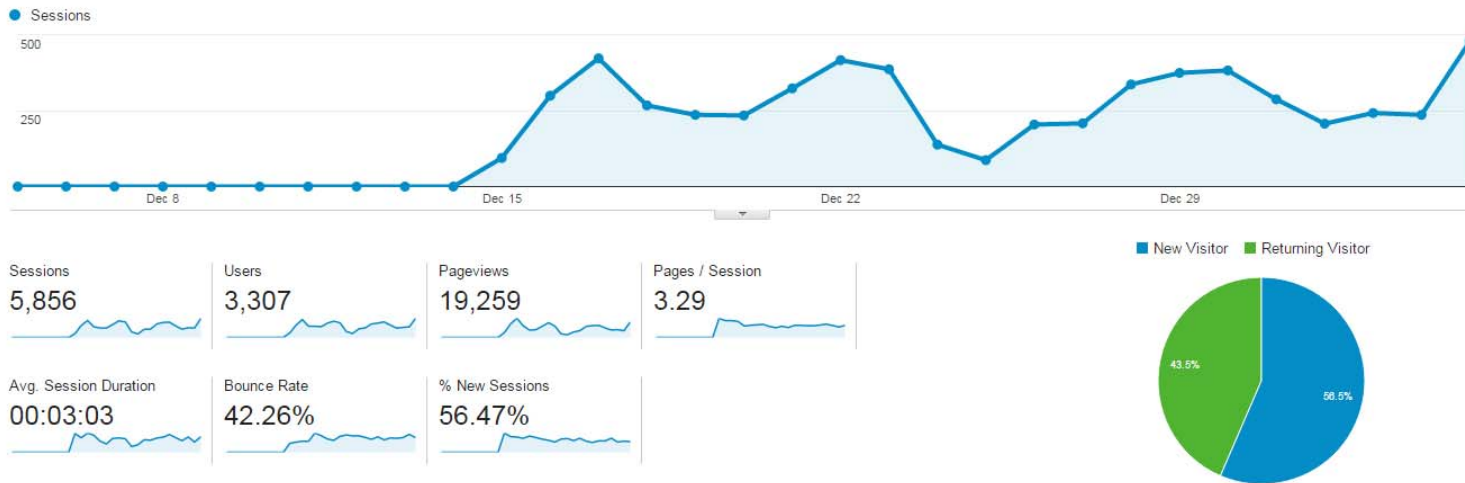 Sessions
500
250
Dec 8
Dec 15
Dec 22
Dec 29
New Visitor
Returning Visitor
Sessions
5,856
Users
3,307
Pageviews
19,259
Pages / Session
3.29
Avg. Session Duration
00:03:03
Bounce Rate
42.26%
% New Sessions
56.47%
43.5%
56.5%